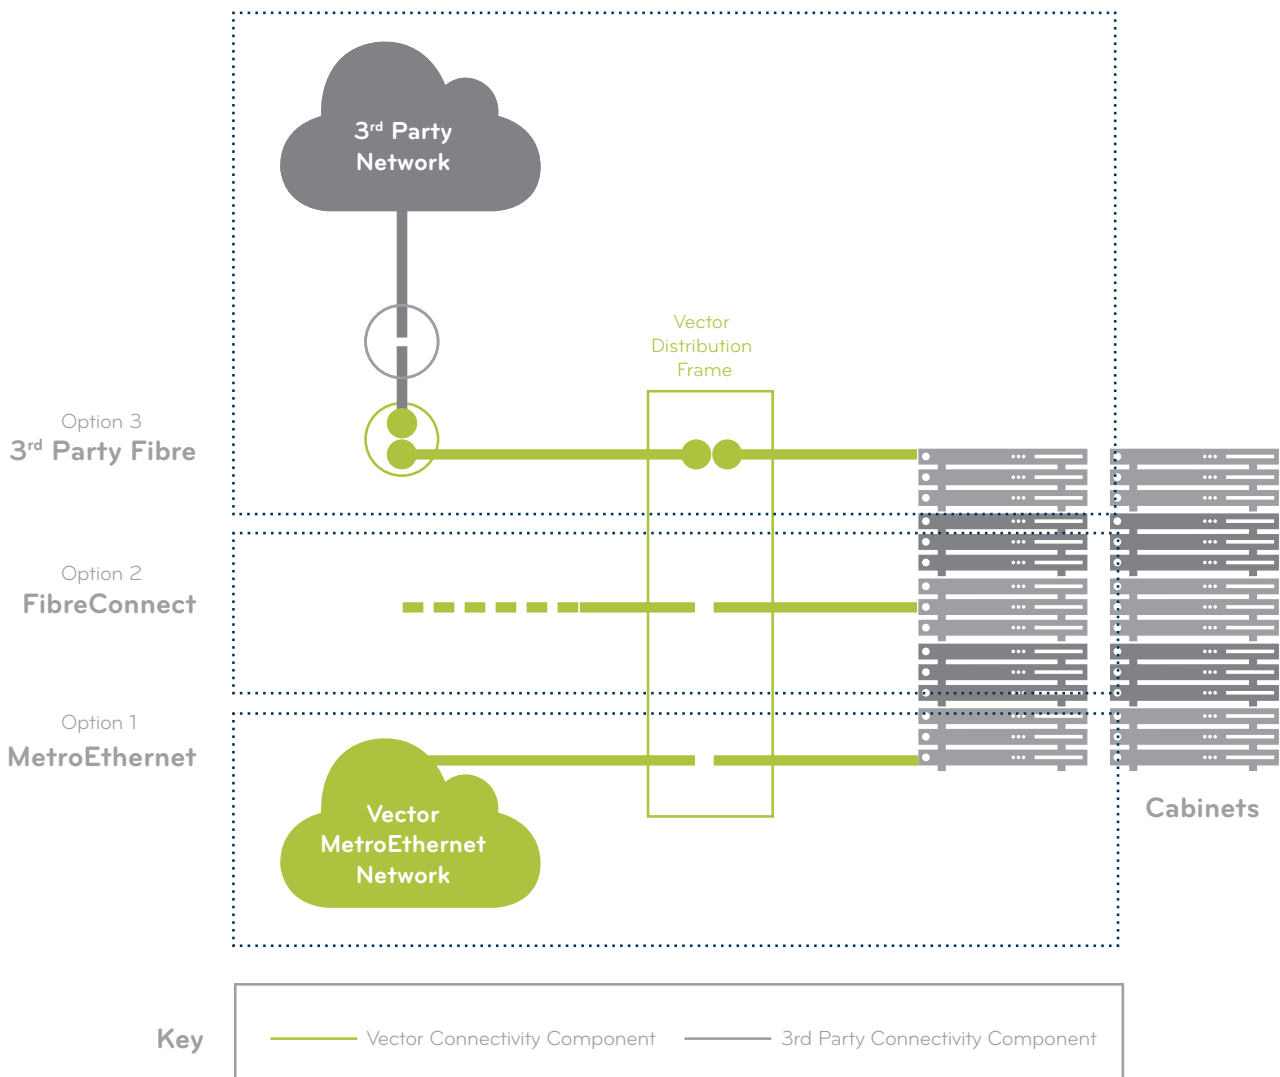 3rd Party
Network
Vector
Distribution
Frame
Option 3
3rd Party Fibre
Option 2
FibreConnect
Option 1
MetroEthernet
Vector
MetroEthernet
Network
Cabinets
Key
Vector Connectivity Component
3rd Party Connectivity Component